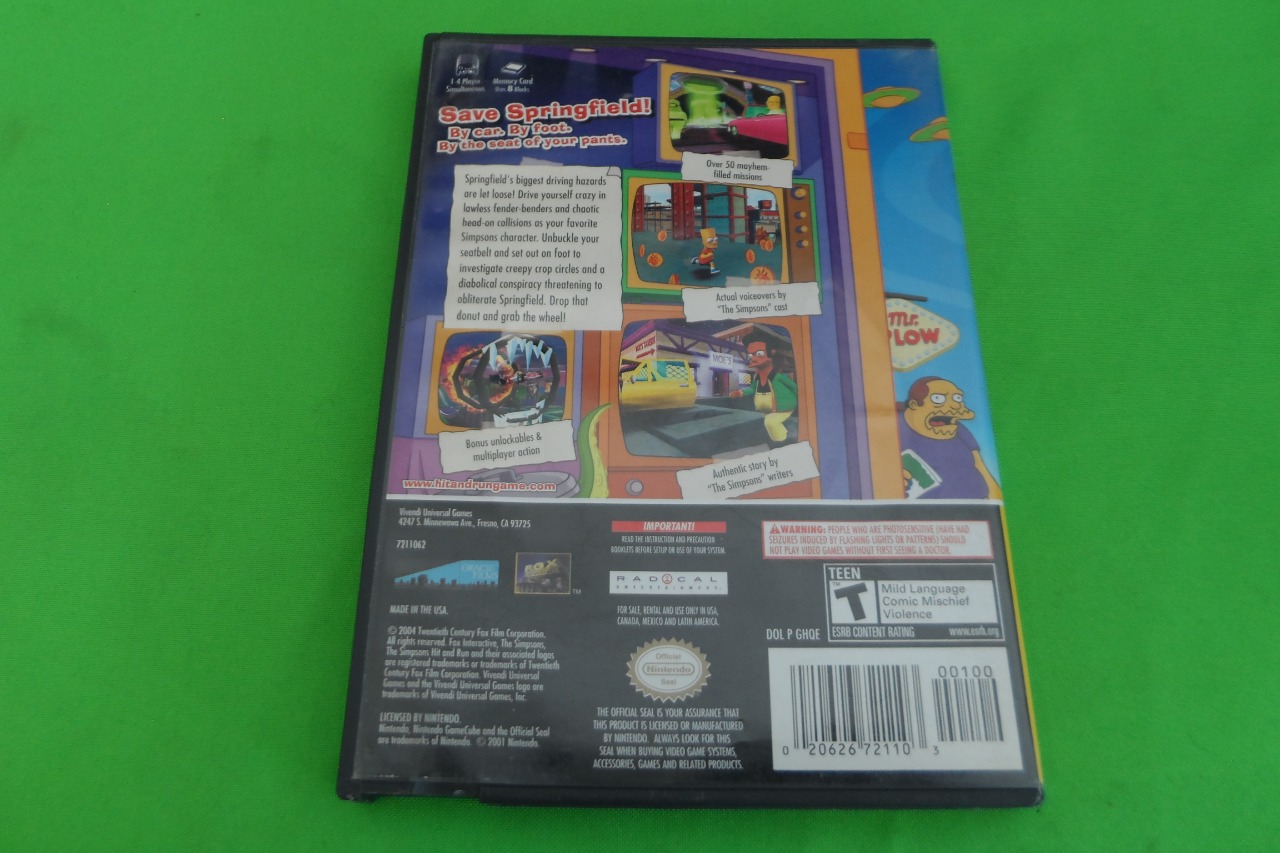 1-4 Player
Simultaneous
Memory Card
8 Blocks
Save Springfield!
By car. By foot.
By the seat of your pants.
Springfield's biggest driving hazards
are let loose! Drive yourself crazy in
lawless fender-benders and chaotic
head-on collisions as your favorite
Simpsons character. Unbuckle your
seatbelt and set out on foot to
investigate creepy crop circles and a
diabolical conspiracy threatening to
obliterate Springfield. Drop that
donut and grab the wheel!
Over 50 mayhem-
filled missions
Actual voiceovers by
"The Simpsons" cast
MOE'S
Authentic story by
"The Simpsons" writers
Bonus unlockables &
multiplayer action
www.hitandrungame.com
Mr.
PLOW
Vivendi Universal Games
4247 S. Minnewawa Ave., Fresno, CA 93725
7211062
GRACIE
FILMS
FOX
TM
MADE IN THE USA.
© 2004 Twentieth Century Fox Film Corporation.
All rights reserved. Fox Interactive, The Simpsons,
The Simpsons Hit and Run and their associated logos
are registered trademarks or trademarks of Twentieth
Century Fox Film Corporation. Vivendi Universal
Games and the Vivendi Universal Games logo are
trademarks of Vivendi Universal Games, Inc.
LICENSED BY NINTENDO.
Nintendo, Nintendo GameCube and the Official Seal
are trademarks of Nintendo. © 2001 Nintendo.
IMPORTANT!
READ THE INSTRUCTION AND PRECAUTION
BOOKLETS BEFORE SETUP OR USE OF YOUR SYSTEM.
RADICAL
ENTERTAINMENT
FOR SALE, RENTAL AND USE ONLY IN USA,
CANADA, MEXICO AND LATIN AMERICA.
Official
Nintendo
Seal
THE OFFICIAL SEAL IS YOUR ASSURANCE THAT
THIS PRODUCT IS LICENSED OR MANUFACTURED
BY NINTENDO. ALWAYS LOOK FOR THIS
SEAL WHEN BUYING VIDEO GAME SYSTEMS,
ACCESSORIES, GAMES AND RELATED PRODUCTS.
WARNING: PEOPLE WHO ARE PHOTOSENSITIVE (HAVE HAD
SEIZURES INDUCED BY FLASHING LIGHTS OR PATTERNS) SHOULD
NOT PLAY VIDEO GAMES WITHOUT FIRST SEEING A DOCTOR.
TEEN
T
TM
Mild Language
Comic Mischief
Violence
ESRB CONTENT RATING www.esrb.org
DOL P GHQE
00100
0 20626 72110 3